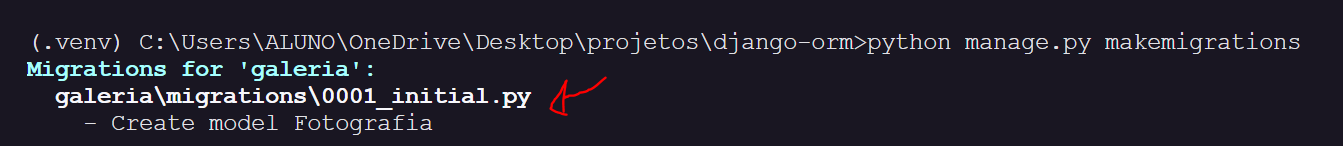 (.venv) C:\Users\ALUNO\OneDrive\Desktop\projetos\django-orm>python manage.py makemigrations
Migrations for 'galeria':
galeria\migrations\0001_initial.py
- Create model Fotografia